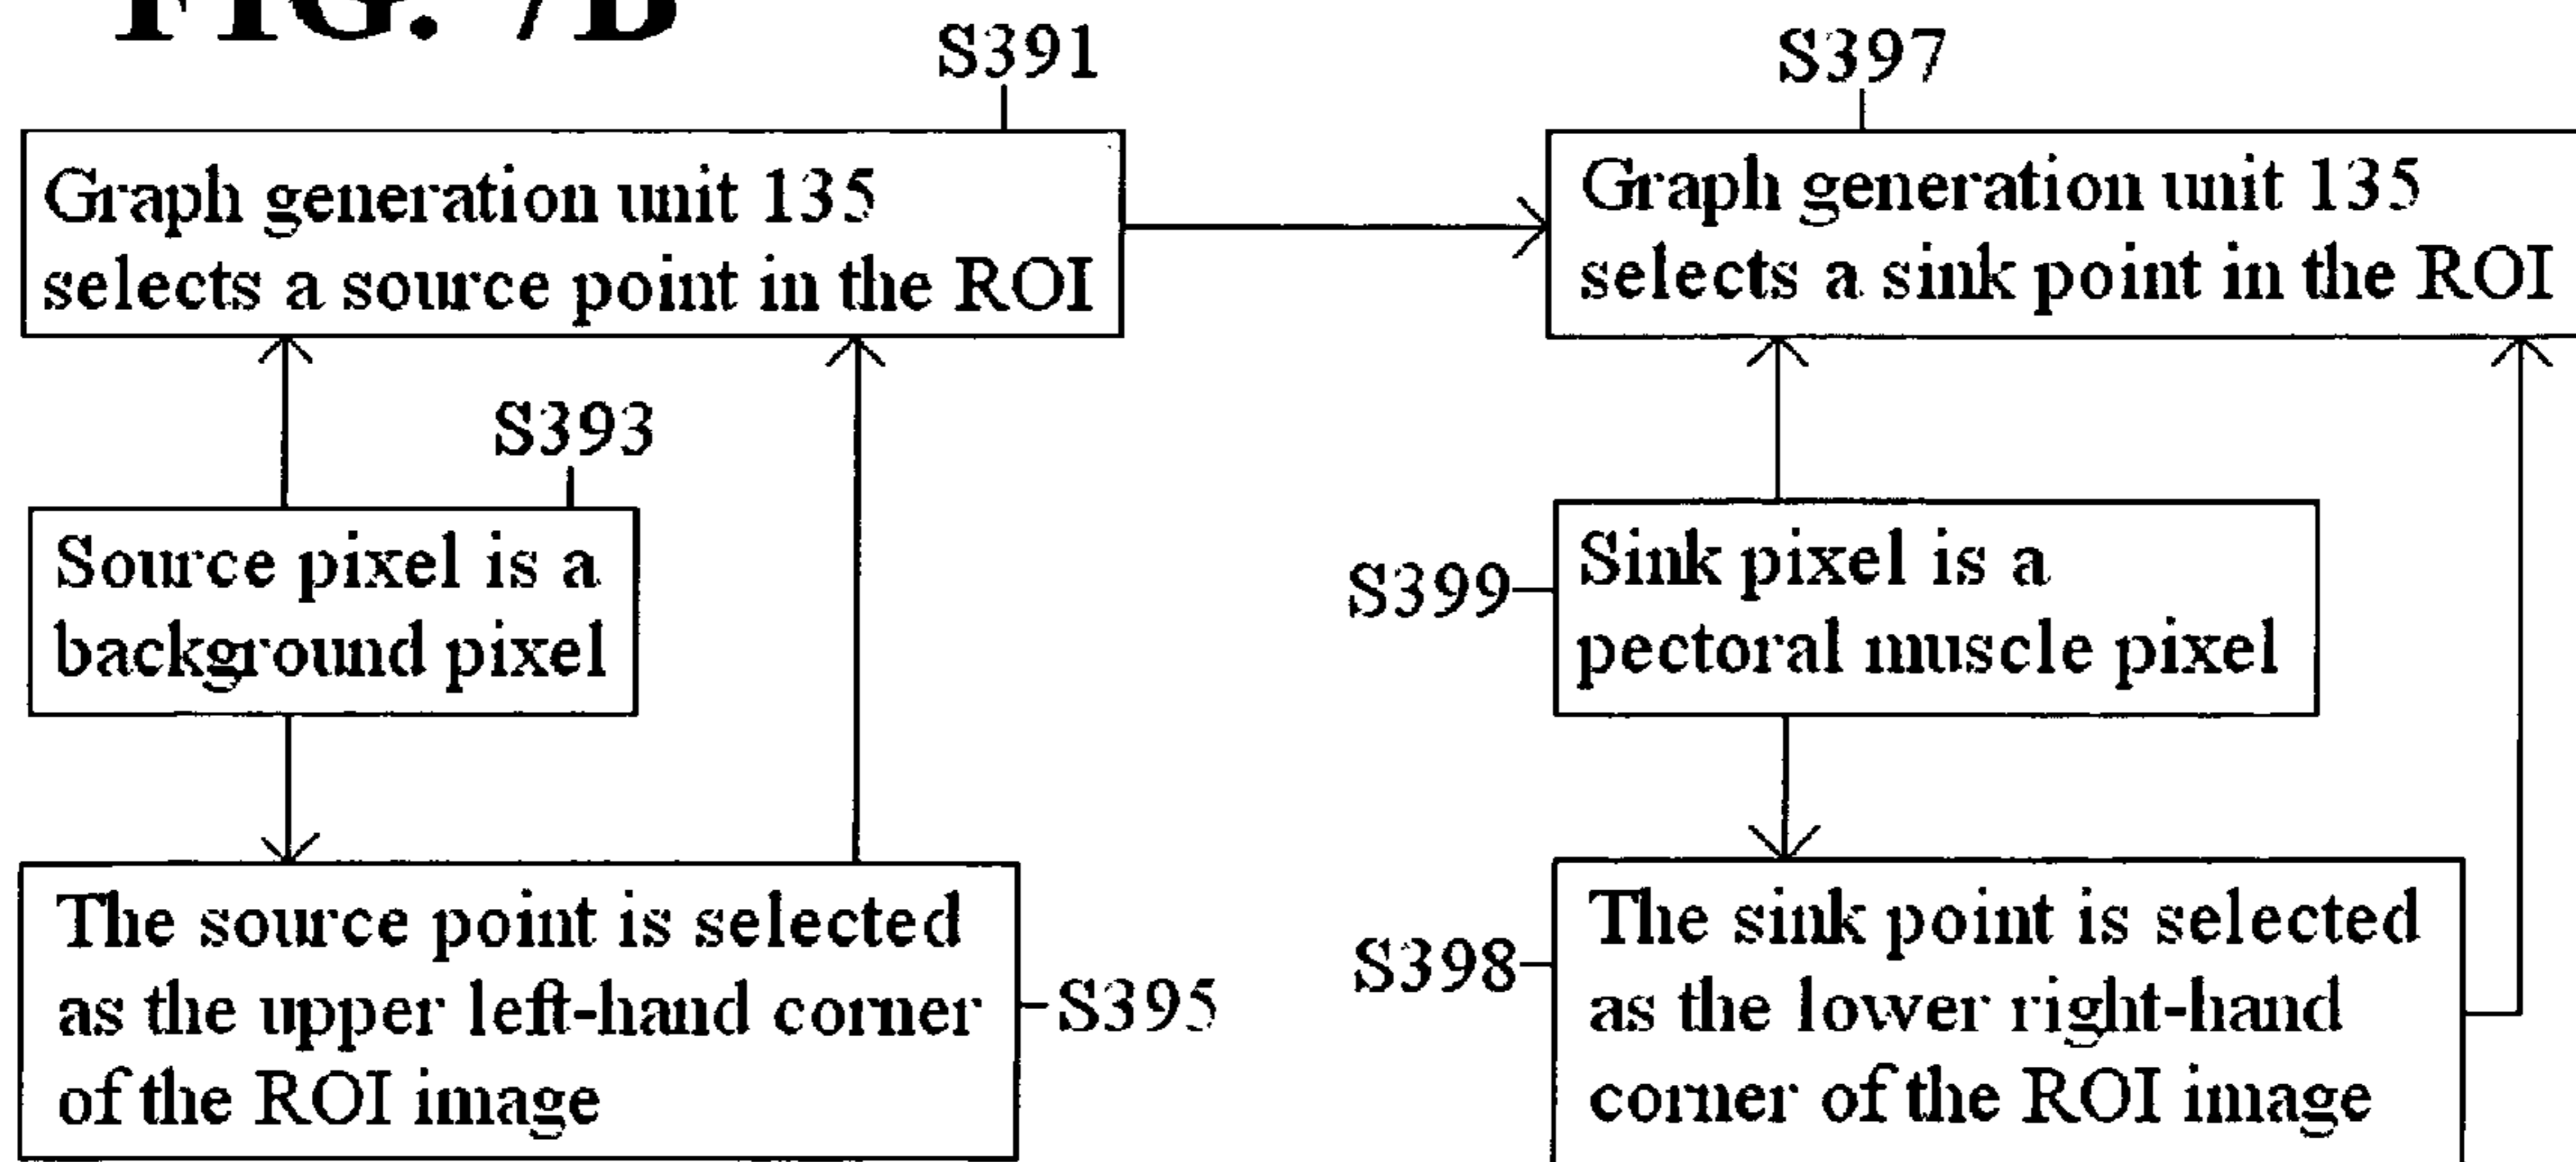 FIG. 7B
S391
Graph generation unit 135
selects a source point in the ROI
S397
Graph generation unit 135
selects a sink point in the ROI
S393
Source pixel is a
background pixel
S399
Sink pixel is a
pectoral muscle pixel
The source point is selected
as the upper left-hand corner
of the ROI image
S395
S398
The sink point is selected
as the lower right-hand
corner of the ROI image